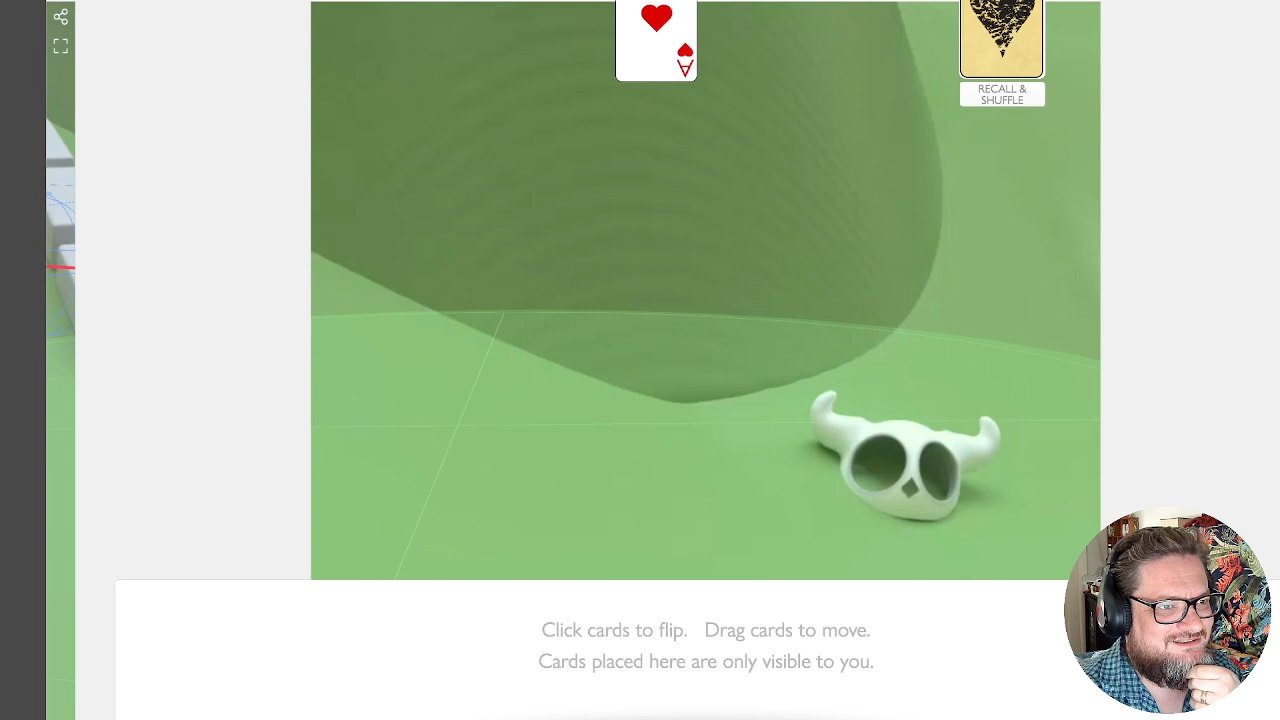 A
RECALL &
SHUFFLE
Click cards to flip. Drag cards to move.
Cards placed here are only visible to you.